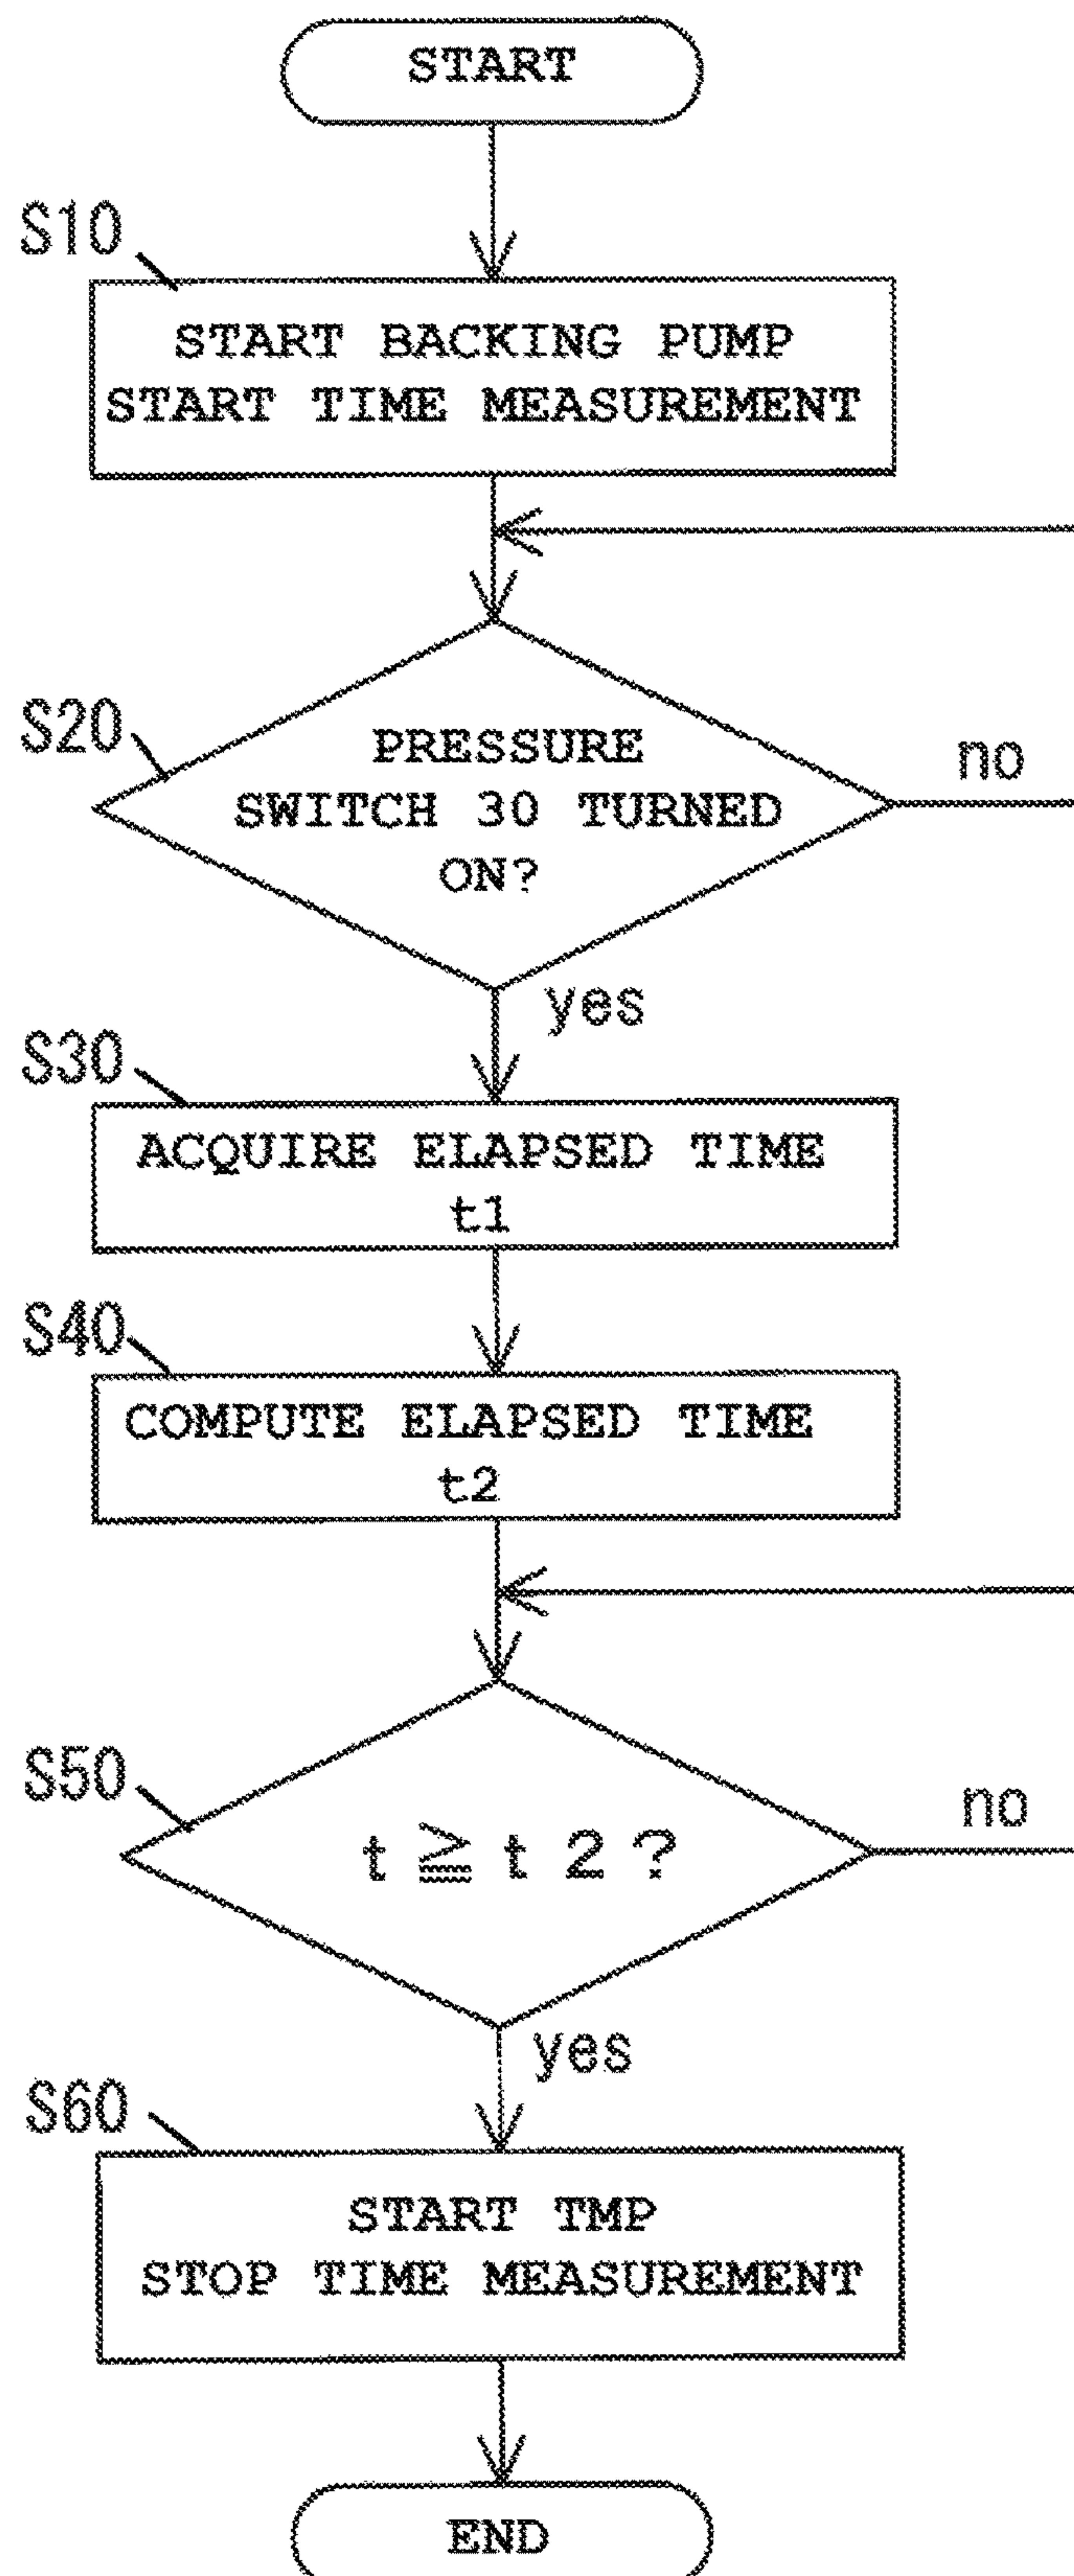 START
S10
START BACKING PUMP
START TIME MEASUREMENT
S20
PRESSURE
SWITCH 30 TURNED
ON?
no
yes
S30
ACQUIRE ELAPSED TIME
t1
S40
COMPUTE ELAPSED TIME
t2
S50
t ≧ t 2 ?
no
yes
S60
START TMP
STOP TIME MEASUREMENT
END